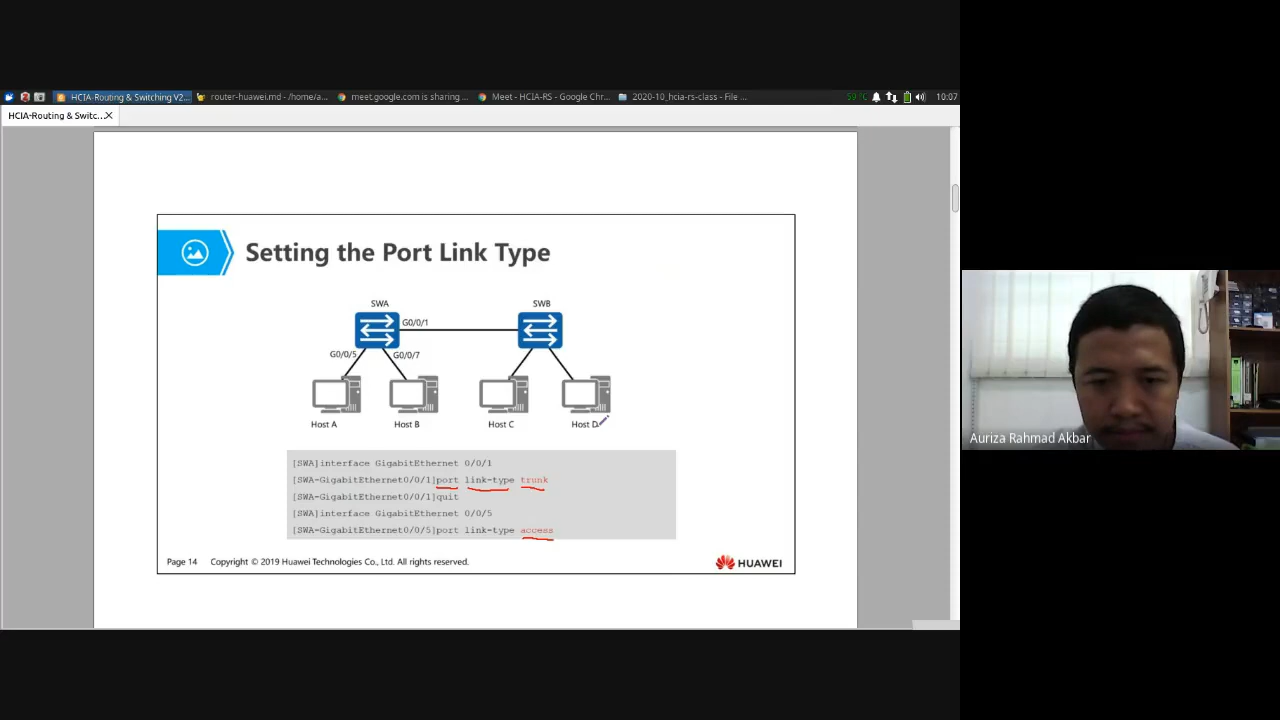 HCIA-Routing & Switching V2... router-huawei.md - /home/a... meet.google.com is sharing ... Meet - HCIA-RS - Google Chr... 2020-10_hcia-rs-class - File ... 59°C 10:07
HCIA-Routing & Switc...
Setting the Port Link Type
SWA SWB
G0/0/1
G0/0/5 G0/0/7
Host A Host B Host C Host D
[SWA]interface GigabitEthernet 0/0/1
[SWA-GigabitEthernet0/0/1]port link-type trunk
[SWA-GigabitEthernet0/0/1]quit
[SWA]interface GigabitEthernet 0/0/5
[SWA-GigabitEthernet0/0/5]port link-type access
Page 14 Copyright © 2019 Huawei Technologies Co., Ltd. All rights reserved.
HUAWEI
Auriza Rahmad Akbar